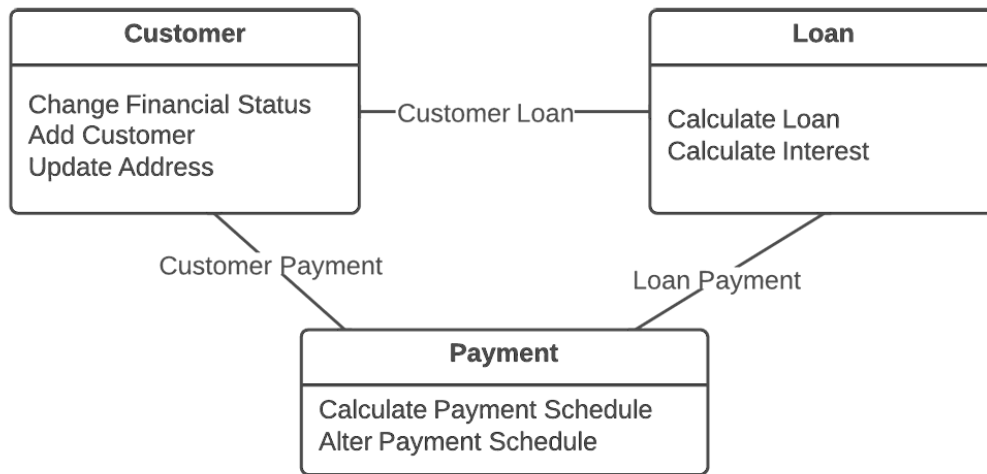 Customer
Change Financial Status
Add Customer
Update Address
Customer Loan
Loan
Calculate Loan
Calculate Interest
Customer Payment
Loan Payment
Payment
Calculate Payment Schedule
Alter Payment Schedule